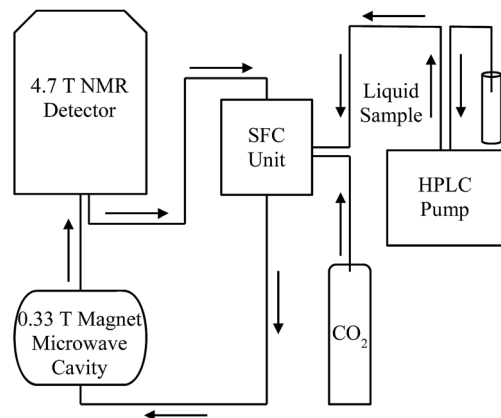 4.7 T NMR
Detector
SFC
Unit
Liquid
Sample
HPLC
Pump
0.33 T Magnet
Microwave
Cavity
CO₂